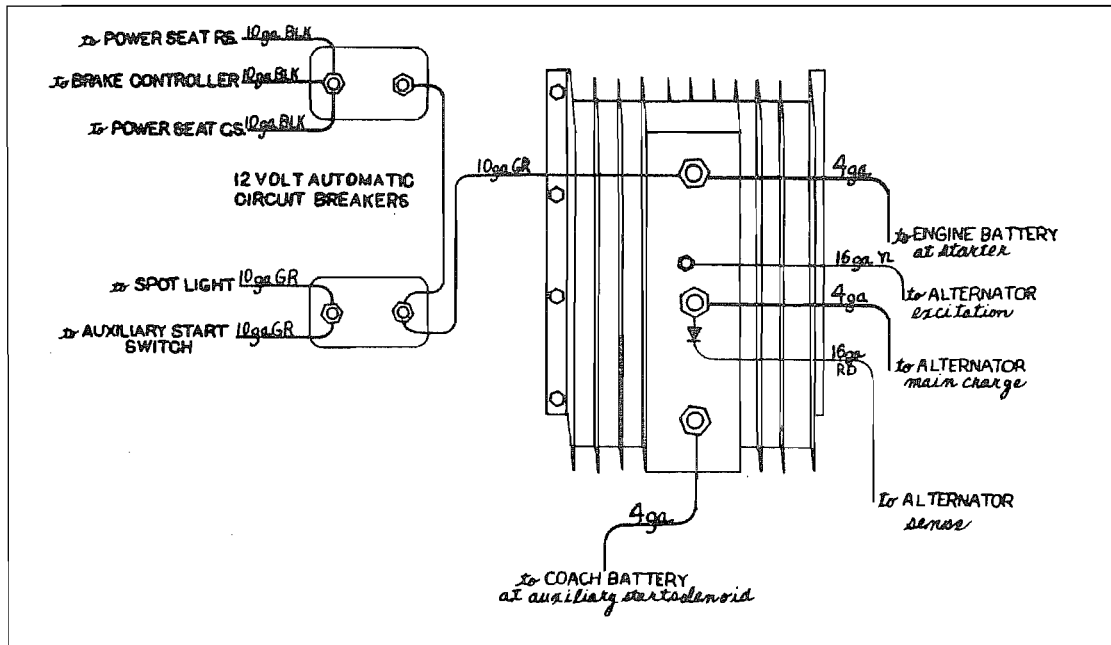 to POWER SEAT RS. 10ga BLK
to BRAKE CONTROLLER 10ga BLK
to POWER SEAT CS. 10ga BLK
12 VOLT AUTOMATIC
CIRCUIT BREAKERS
to SPOT LIGHT 10ga GR
to AUXILIARY START
SWITCH
10ga GR
10ga GR
4ga.
to ENGINE BATTERY
at starter
16ga YL
to ALTERNATOR
excitation
4ga
to ALTERNATOR
main charge
16ga
RD
to ALTERNATOR
sense
4ga
to COACH BATTERY
at auxiliary start solenoid